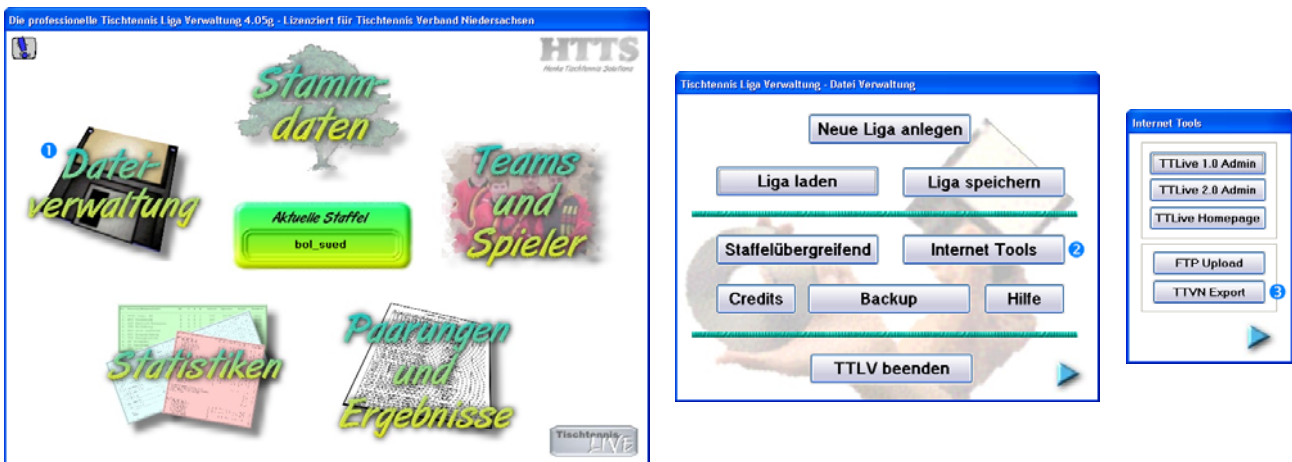 Die professionelle Tischtennis Liga Verwaltung 4.05g - Lizenziert für Tischtennis Verband Niedersachsen
HTTS
Henke Tischtennis Solutions
Stamm-
daten
1
Datei-
verwaltung
Teams
und
Spieler
Aktuelle Staffel
bol_sued
Statistiken
Paarungen
und
Ergebnisse
Tischtennis
LIVE
Tischtennis Liga Verwaltung - Datei Verwaltung
Neue Liga anlegen
Liga laden
Liga speichern
Staffelübergreifend
Internet Tools
2
Credits
Backup
Hilfe
TTLV beenden
Internet Tools
TTLive 1.0 Admin
TTLive 2.0 Admin
TTLive Homepage
FTP Upload
TTVN Export
3